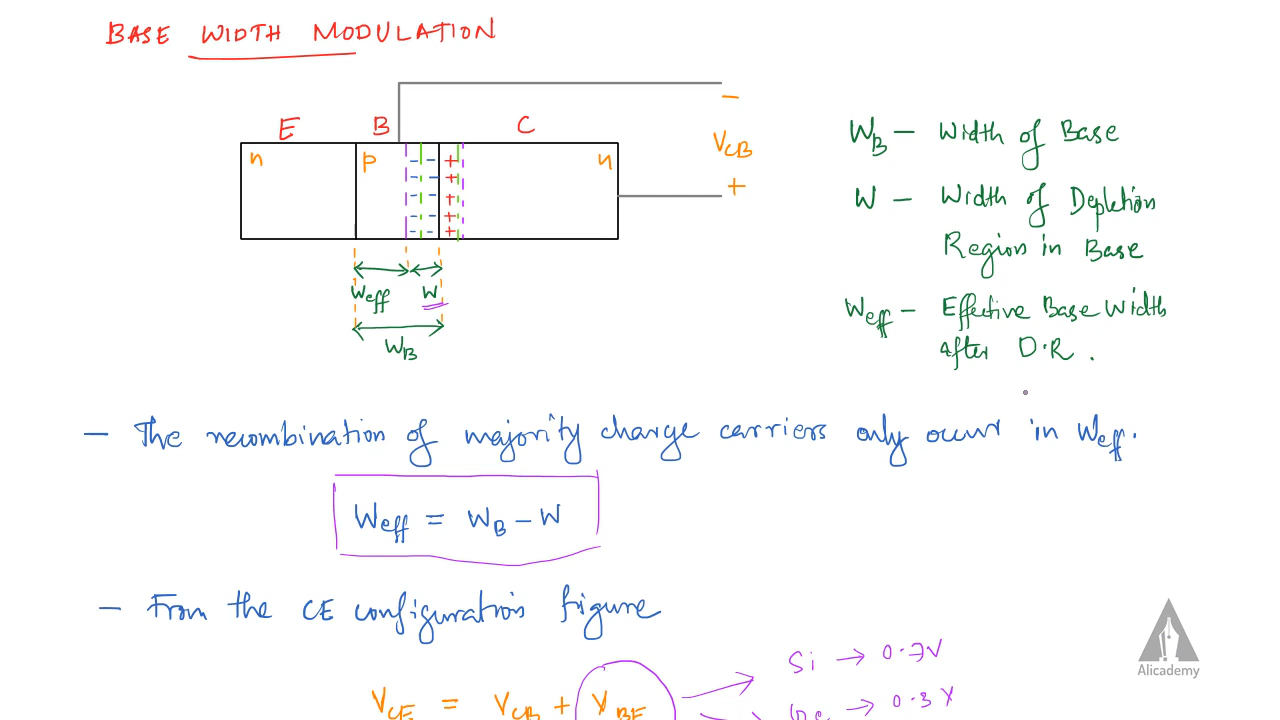 BASE WIDTH MODULATION
E B C
n p n
- - + - - + - - + - - + - - +
−
VCB
+
Weff W
WB
WB – Width of Base
W – Width of Depletion
Region in Base
Weff – Effective Base Width
after D.R.
– The recombination of majority charge carriers only occur in Weff.
Weff = WB – W
– From the CE configuration figure
Si → 0.7V
VCE = VCB + VBE
Ge → 0.3 V
Alicademy